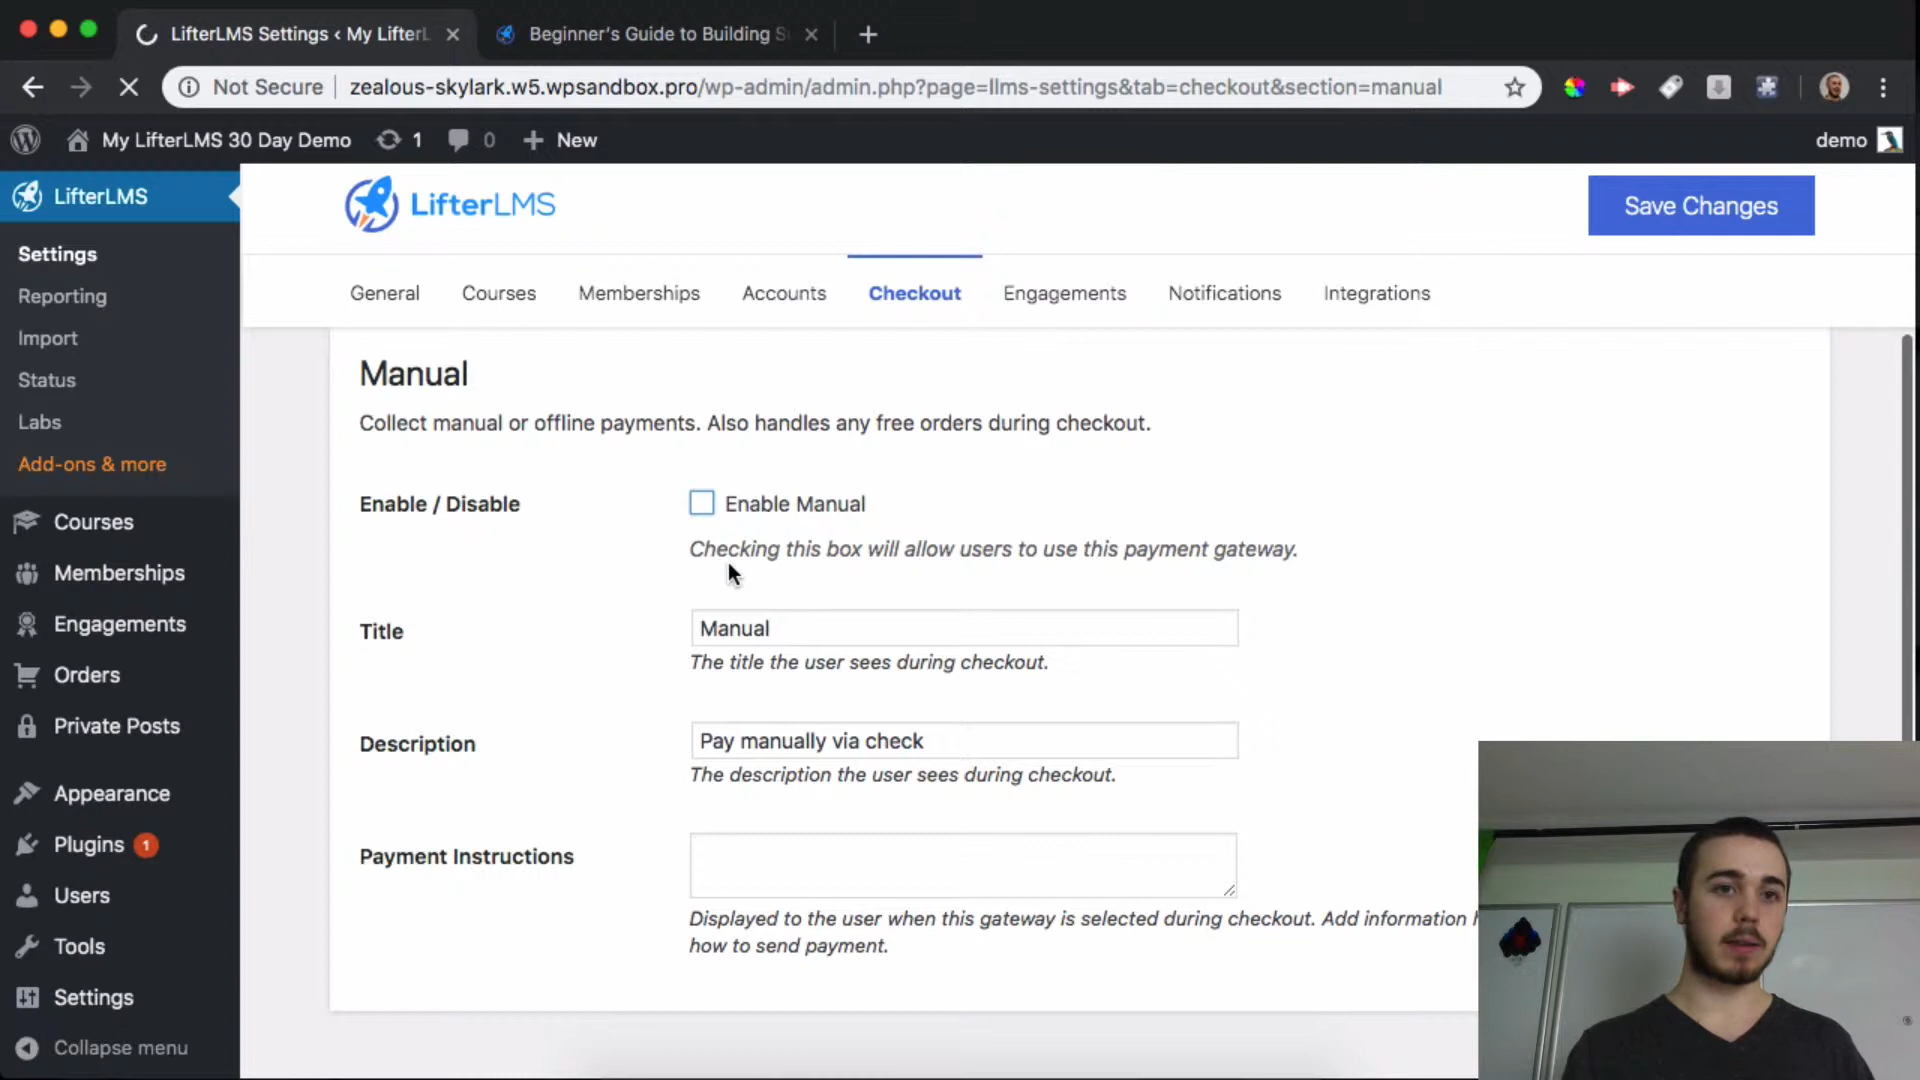 LifterLMS Settings ‹ My LifterL
Beginner's Guide to Building S
Not Secure
zealous-skylark.w5.wpsandbox.pro/wp-admin/admin.php?page=llms-settings&tab=checkout&section=manual
My LifterLMS 30 Day Demo
1
0
New
demo
LifterLMS
Settings
Reporting
Import
Status
Labs
Add-ons & more
Courses
Memberships
Engagements
Orders
Private Posts
Appearance
Plugins 1
Users
Tools
Settings
Collapse menu
LifterLMS
Save Changes
General
Courses
Memberships
Accounts
Checkout
Engagements
Notifications
Integrations
Manual
Collect manual or offline payments. Also handles any free orders during checkout.
Enable / Disable
Enable Manual
Checking this box will allow users to use this payment gateway.
Title
Manual
The title the user sees during checkout.
Description
Pay manually via check
The description the user sees during checkout.
Payment Instructions
Displayed to the user when this gateway is selected during checkout. Add information
how to send payment.